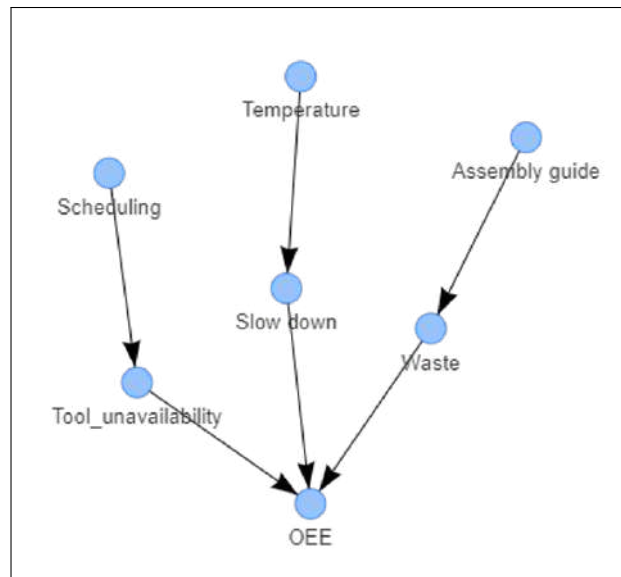 Temperature
Assembly guide
Scheduling
Slow down
Waste
Tool_unavailability
OEE